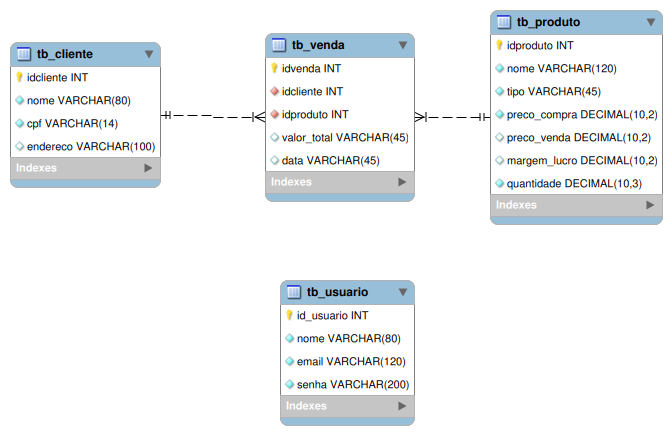 tb_cliente
idcliente INT
nome VARCHAR(80)
cpf VARCHAR(14)
endereco VARCHAR(100)
Indexes
tb_venda
idvenda INT
idcliente INT
idproduto INT
valor_total VARCHAR(45)
data VARCHAR(45)
Indexes
tb_produto
idproduto INT
nome VARCHAR(120)
tipo VARCHAR(45)
preco_compra DECIMAL(10,2)
preco_venda DECIMAL(10,2)
margem_lucro DECIMAL(10,2)
quantidade DECIMAL(10,3)
Indexes
tb_usuario
id_usuario INT
nome VARCHAR(80)
email VARCHAR(120)
senha VARCHAR(200)
Indexes